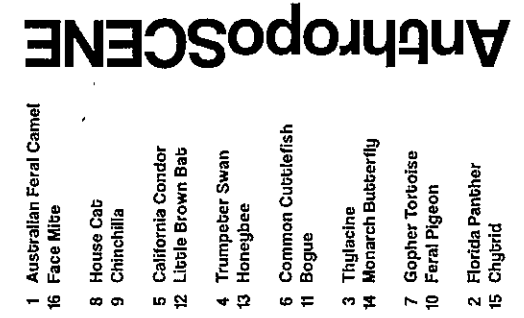 AnthropoSCENE
1 Australian Feral Camel
16 Face Mite
8 House Cat
9 Chinchilla
5 California Condor
12 Little Brown Bat
4 Trumpeter Swan
13 Honeybee
6 Common Cuttlefish
11 Bogue
3 Thylacine
14 Monarch Butterfly
7 Gopher Tortoise
10 Feral Pigeon
2 Florida Panther
15 Chytrid